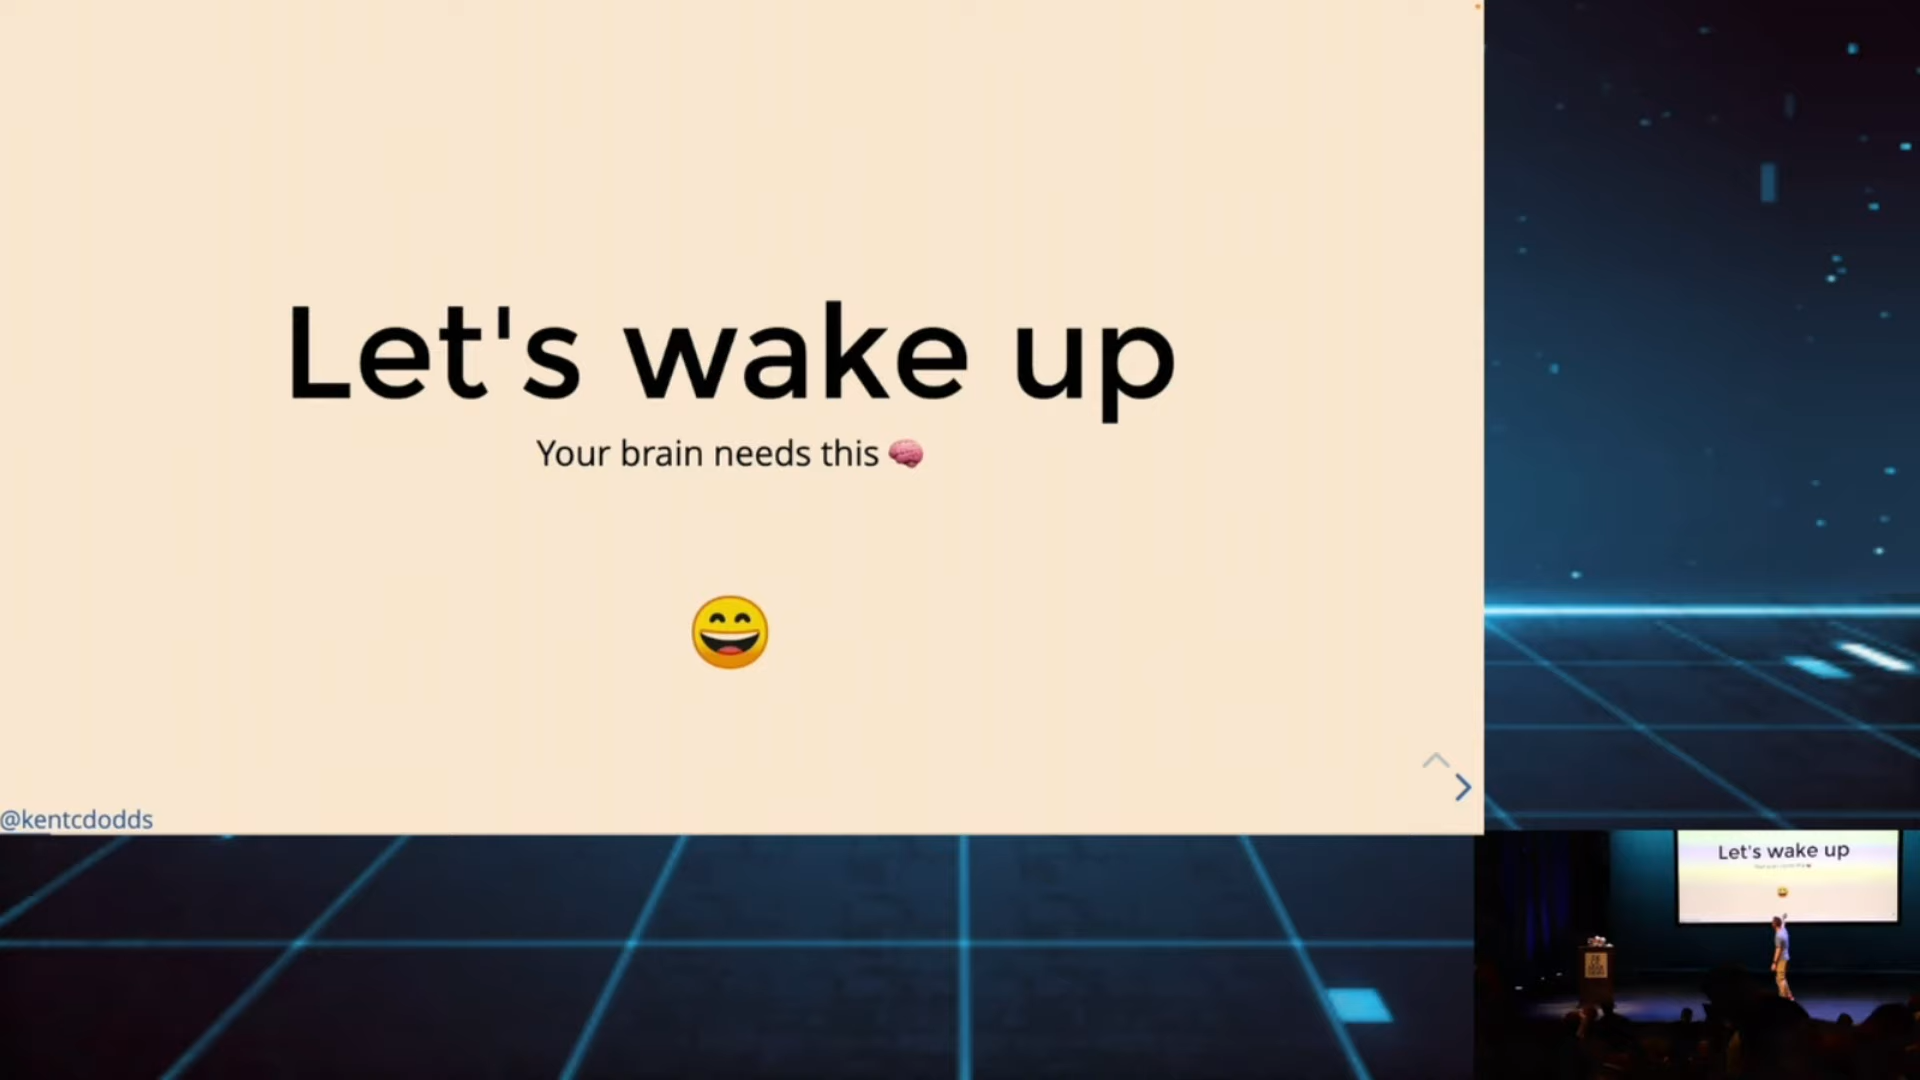 Let's wake up
Your brain needs this 🧠
😄
@kentcdodds
Let's wake up